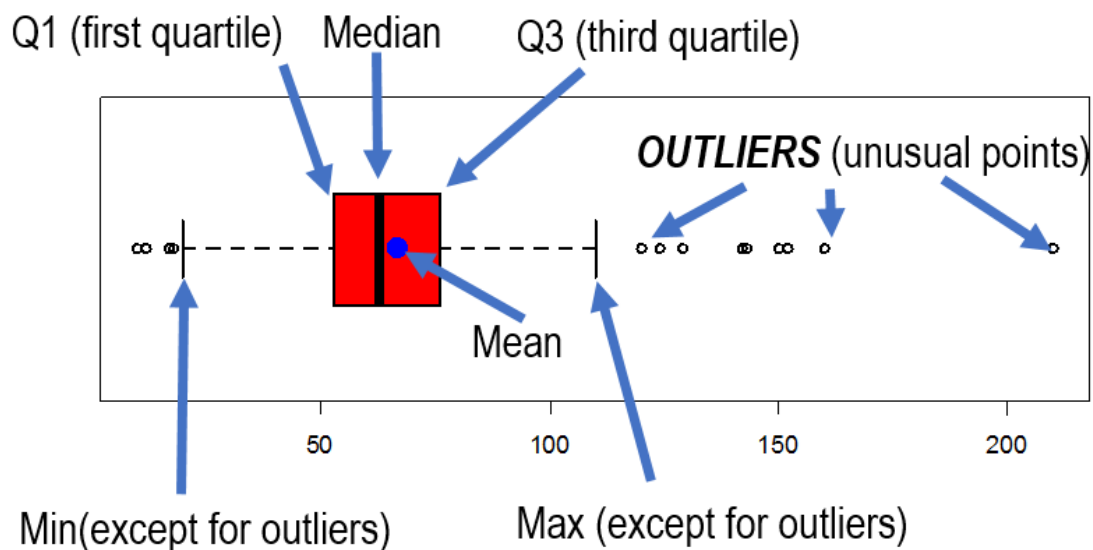 Q1 (first quartile)
Median
Q3 (third quartile)
OUTLIERS (unusual points)
Mean
50
100
150
200
Min(except for outliers)
Max (except for outliers)